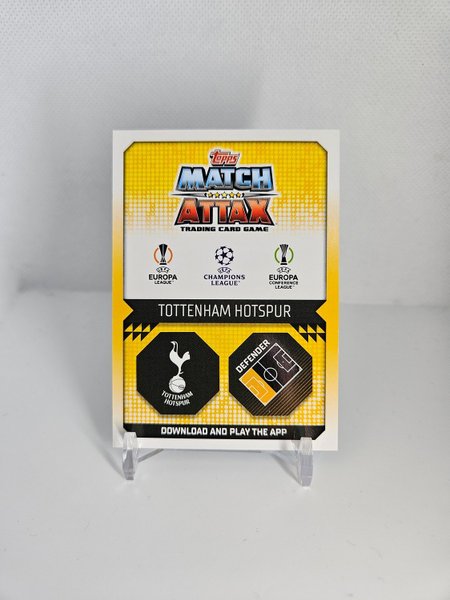 topps
MATCH
ATTAX
TRADING CARD GAME
UEFA
EUROPA
LEAGUE
UEFA
CHAMPIONS
LEAGUE
UEFA
EUROPA
CONFERENCE
LEAGUE
TOTTENHAM HOTSPUR
TOTTENHAM
HOTSPUR
DEFENDER
DOWNLOAD AND PLAY THE APP